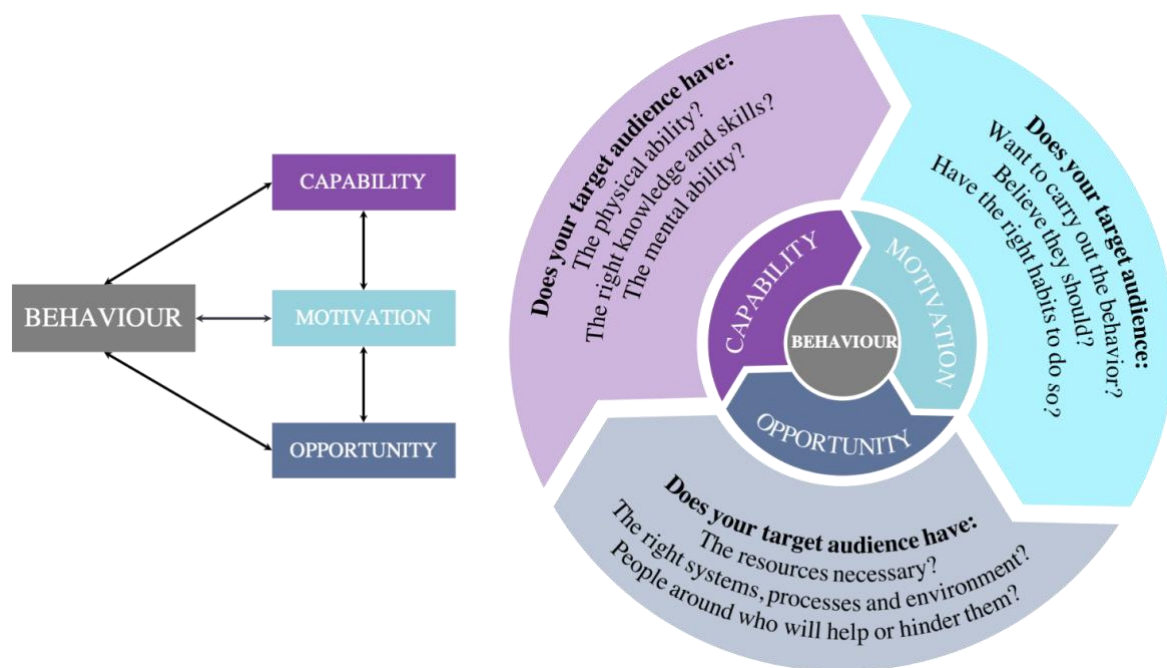 CAPABILITY
BEHAVIOUR
MOTIVATION
OPPORTUNITY
Does your target audience have:
The physical ability?
The right knowledge and skills?
The mental ability?
Does your target audience:
Want to carry out the behavior?
Believe they should?
Have the right habits to do so?
CAPABILITY
MOTIVATION
BEHAVIOUR
OPPORTUNITY
Does your target audience have:
The resources necessary?
The right systems, processes and environment?
People around who will help or hinder them?